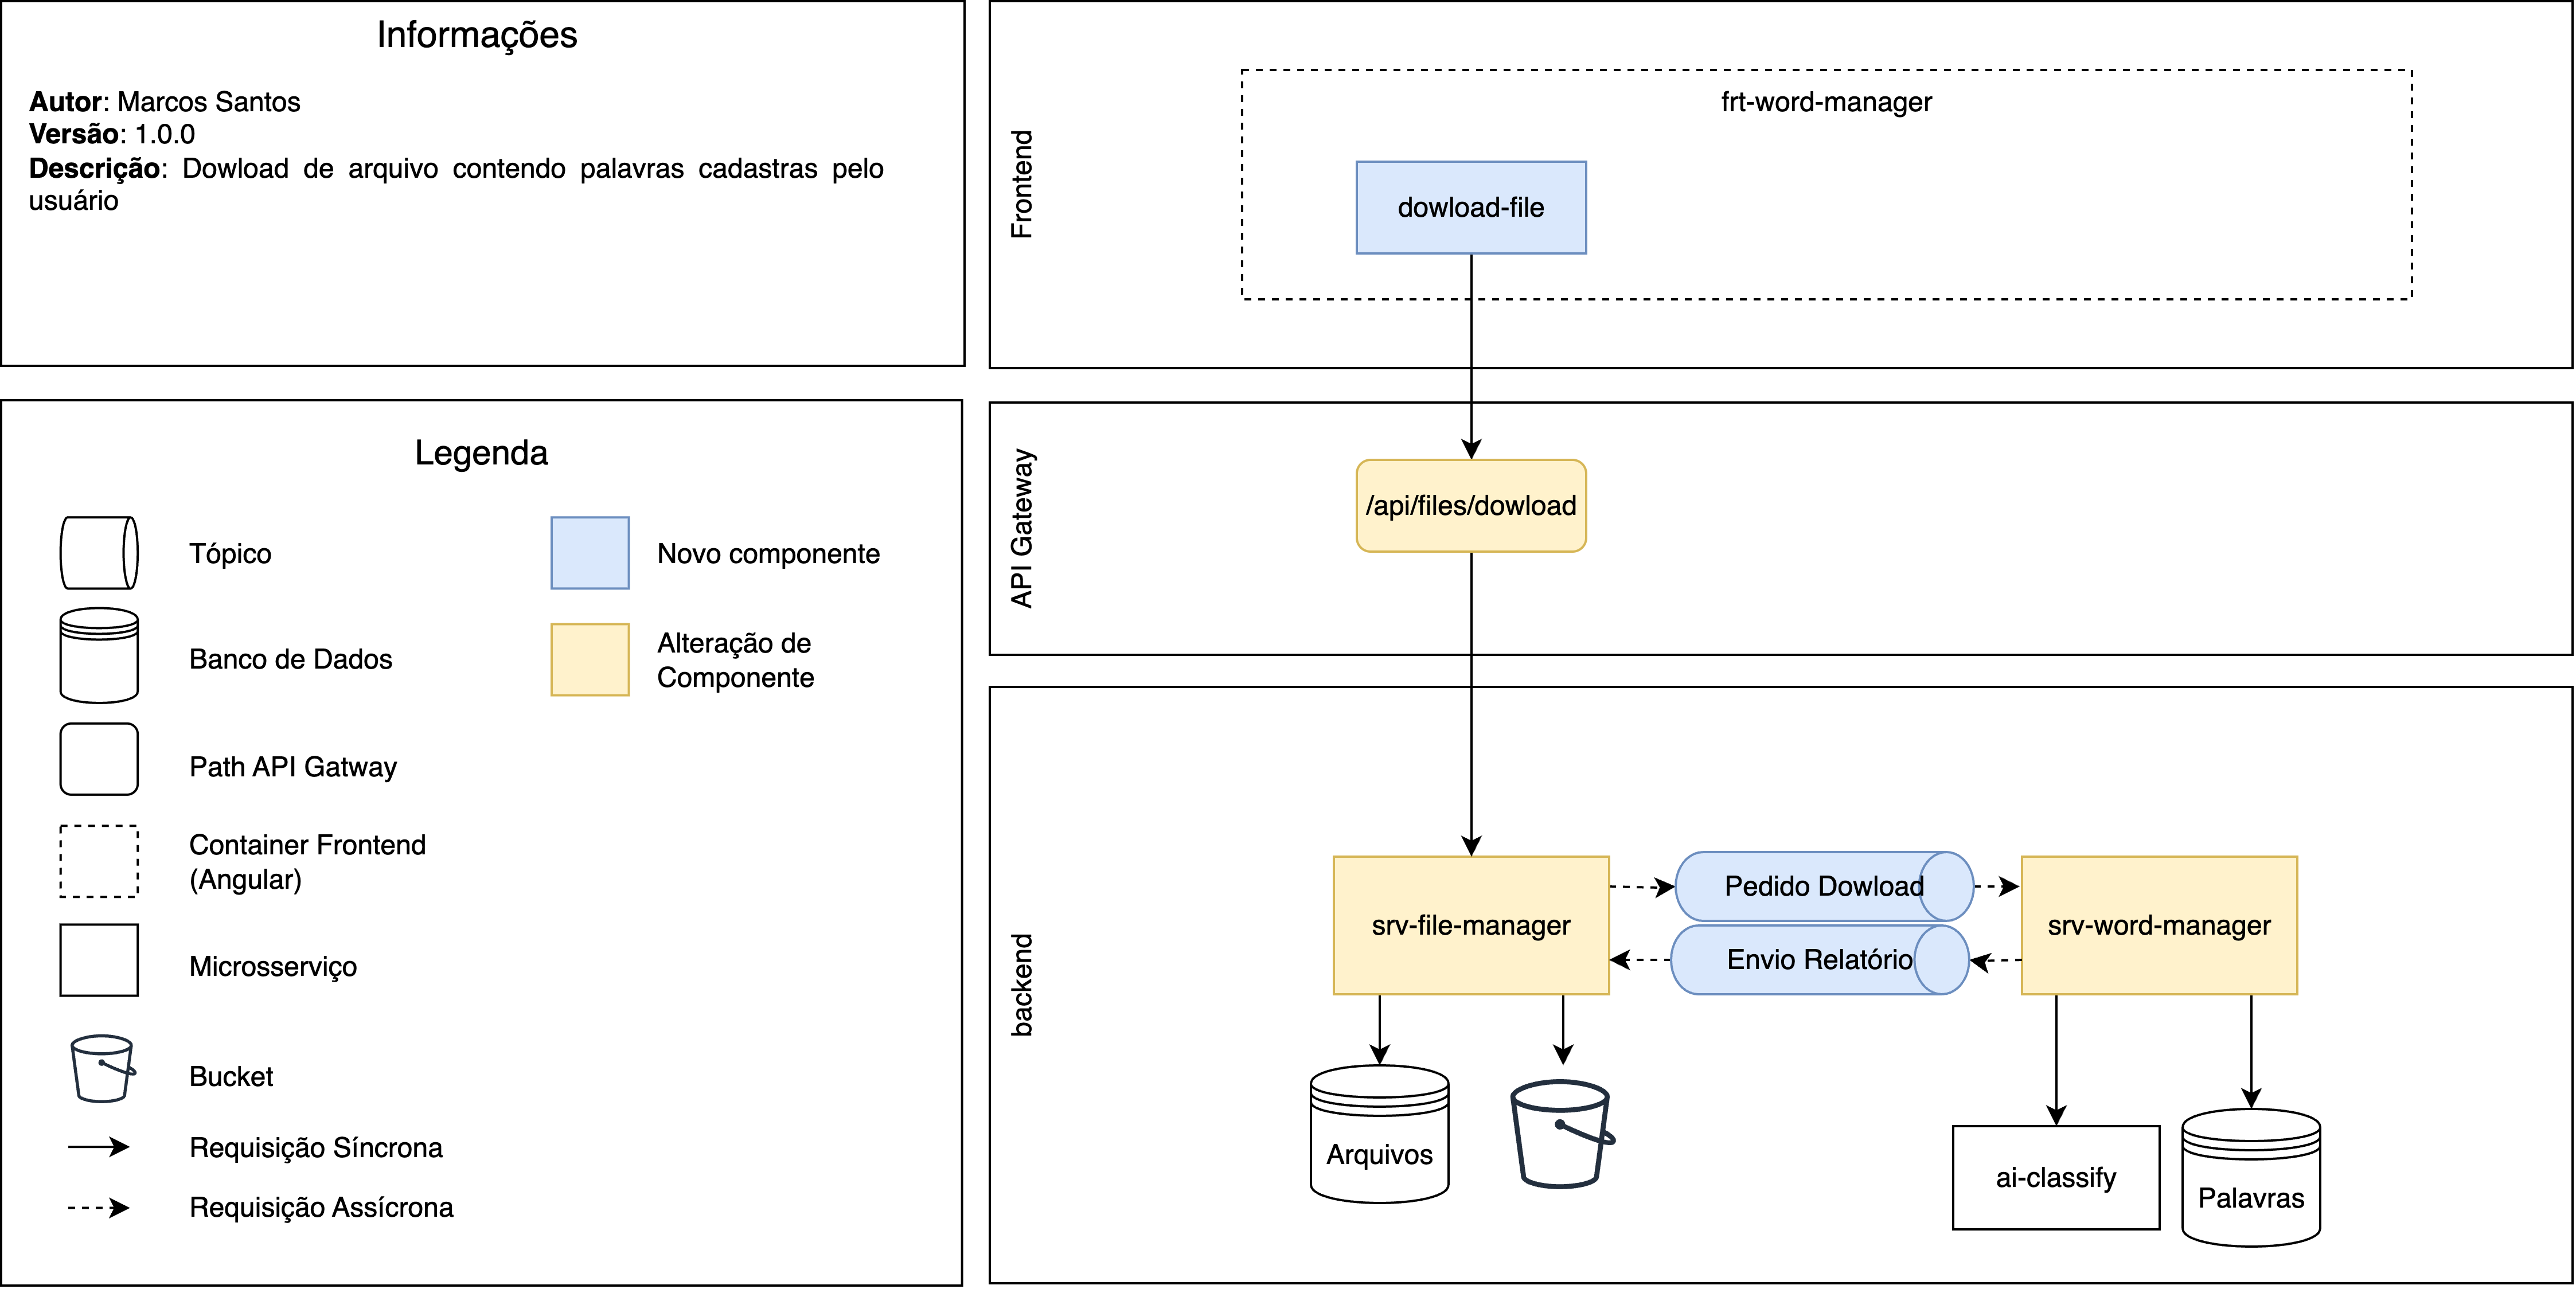 Informações
Autor: Marcos Santos
Versão: 1.0.0
Descrição: Dowload de arquivo contendo palavras cadastras pelo
usuário
Legenda
Tópico
Novo componente
Banco de Dados
Alteração de
Componente
Path API Gatway
Container Frontend
(Angular)
Microsserviço
Bucket
Requisição Síncrona
Requisição Assícrona
Frontend
frt-word-manager
dowload-file
API Gateway
/api/files/dowload
backend
srv-file-manager
Pedido Dowload
Envio Relatório
srv-word-manager
Arquivos
ai-classify
Palavras